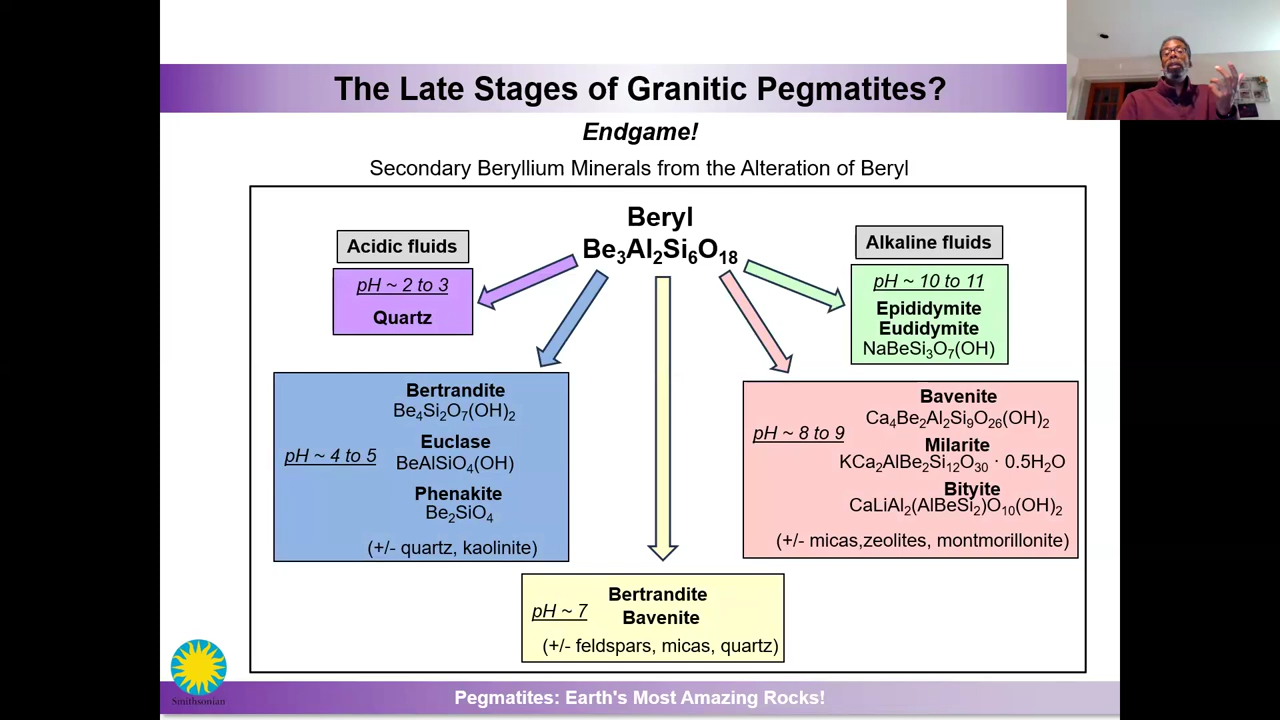 The Late Stages of Granitic Pegmatites?
Endgame!
Secondary Beryllium Minerals from the Alteration of Beryl
Beryl
Be₃Al₂Si₆O₁₈
Acidic fluids
pH ~ 2 to 3
Quartz
Alkaline fluids
pH ~ 10 to 11
Epididymite
Eudidymite
NaBeSi₃O₇(OH)
Bertrandite
Be₄Si₂O₇(OH)₂
Euclase
pH ~ 4 to 5
BeAlSiO₄(OH)
Phenakite
Be₂SiO₄
(+/- quartz, kaolinite)
Bavenite
Ca₄Be₂Al₂Si₉O₂₆(OH)₂
pH ~ 8 to 9
Milarite
KCa₂AlBe₂Si₁₂O₃₀ · 0.5H₂O
Bityite
CaLiAl₂(AlBeSi₂)O₁₀(OH)₂
(+/- micas,zeolites, montmorillonite)
Bertrandite
pH ~ 7
Bavenite
(+/- feldspars, micas, quartz)
Smithsonian
Pegmatites: Earth's Most Amazing Rocks!